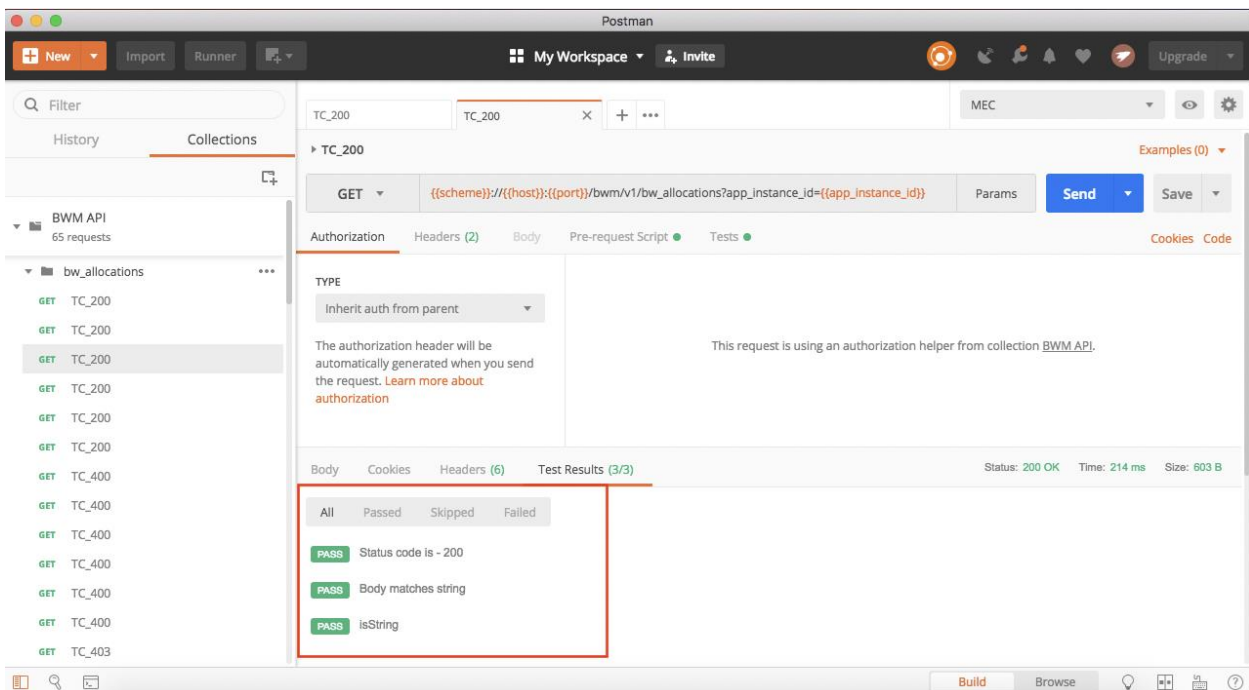 Postman
New
Import
Runner
My Workspace
Invite
Upgrade
Filter
History
Collections
BWM API
65 requests
bw_allocations
GET TC_200
GET TC_200
GET TC_200
GET TC_200
GET TC_200
GET TC_200
GET TC_400
GET TC_400
GET TC_400
GET TC_400
GET TC_400
GET TC_400
GET TC_403
TC_200
TC_200
MEC
TC_200
Examples (0)
GET
{{scheme}}://{{host}}:{{port}}/bwm/v1/bw_allocations?app_instance_id={{app_instance_id}}
Params
Send
Save
Authorization
Headers (2)
Body
Pre-request Script
Tests
Cookies
Code
TYPE
Inherit auth from parent
The authorization header will be
automatically generated when you send
the request. Learn more about
authorization
This request is using an authorization helper from collection BWM API.
Body
Cookies
Headers (6)
Test Results (3/3)
Status: 200 OK
Time: 214 ms
Size: 603 B
All
Passed
Skipped
Failed
PASS Status code is - 200
PASS Body matches string
PASS isString
Build
Browse